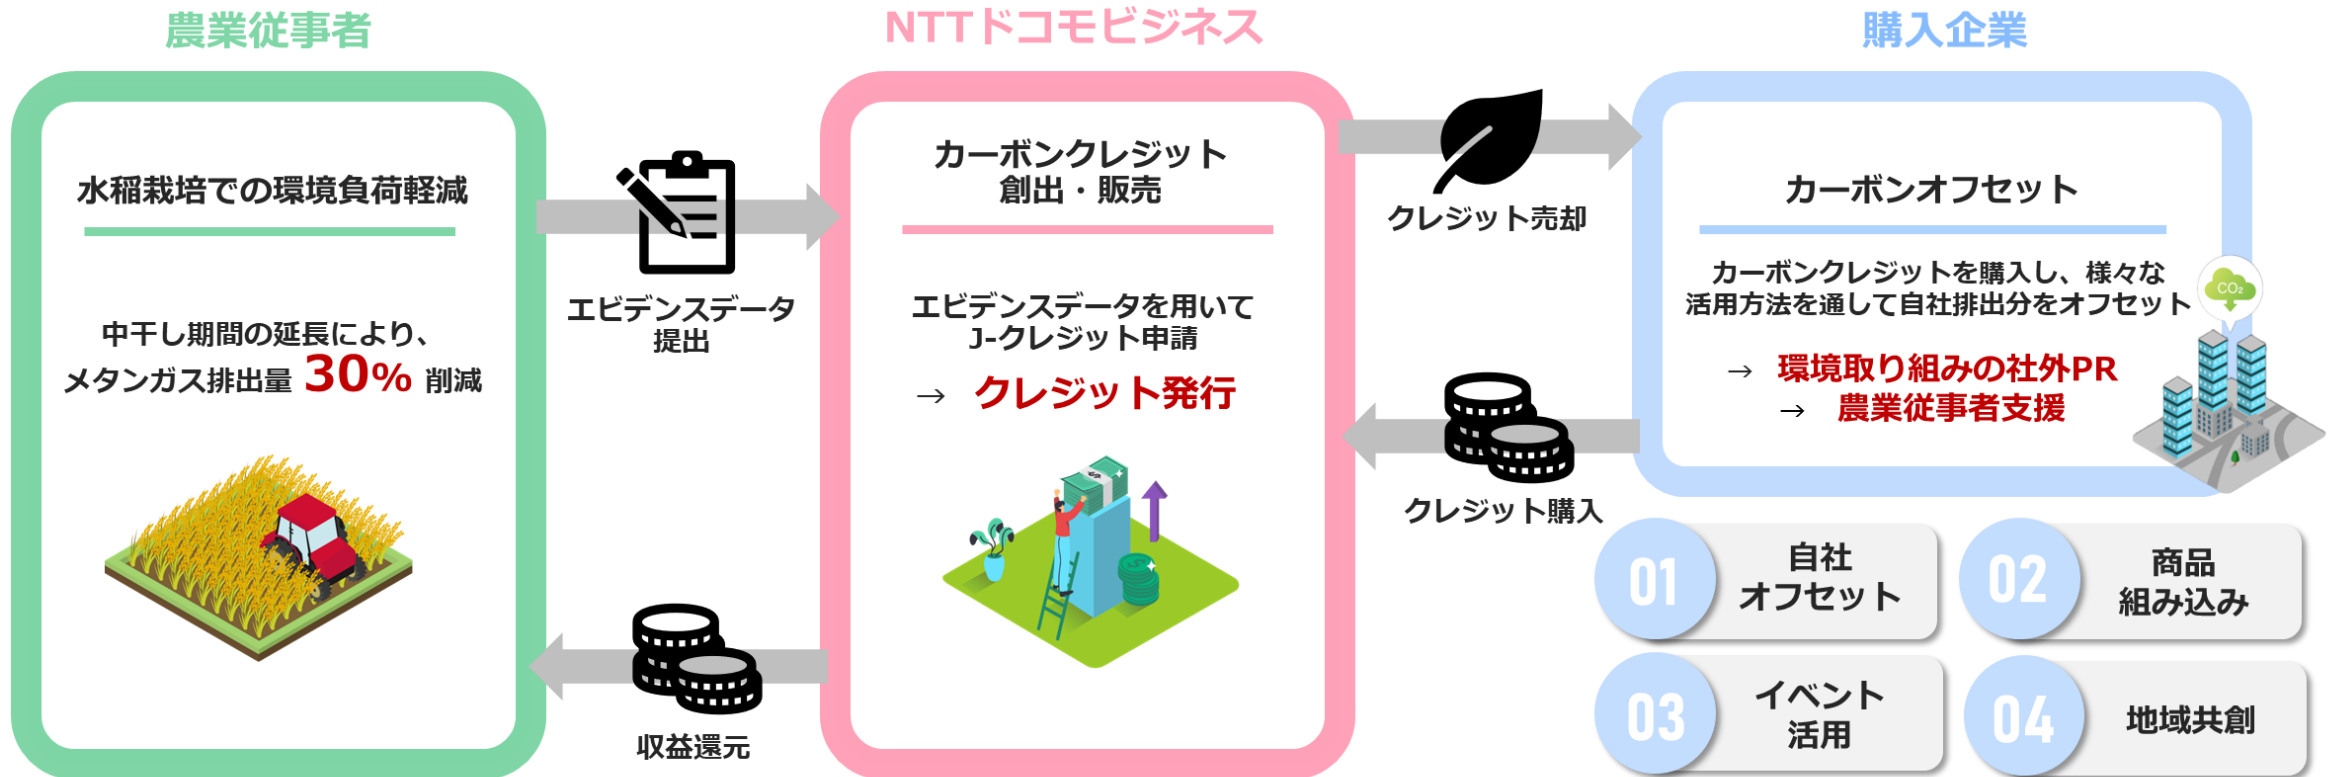 農業従事者
水稲栽培での環境負荷軽減
中干し期間の延長により、
メタンガス排出量 30% 削減
エビデンスデータ
提出
収益還元
NTTドコモビジネス
カーボンクレジット
創出・販売
エビデンスデータを用いて
J-クレジット申請
→ クレジット発行
クレジット売却
クレジット購入
購入企業
カーボンオフセット
カーボンクレジットを購入し、様々な
活用方法を通して自社排出分をオフセット
→ 環境取り組みの社外PR
→ 農業従事者支援
CO₂
01
自社
オフセット
02
商品
組み込み
03
イベント
活用
04
地域共創